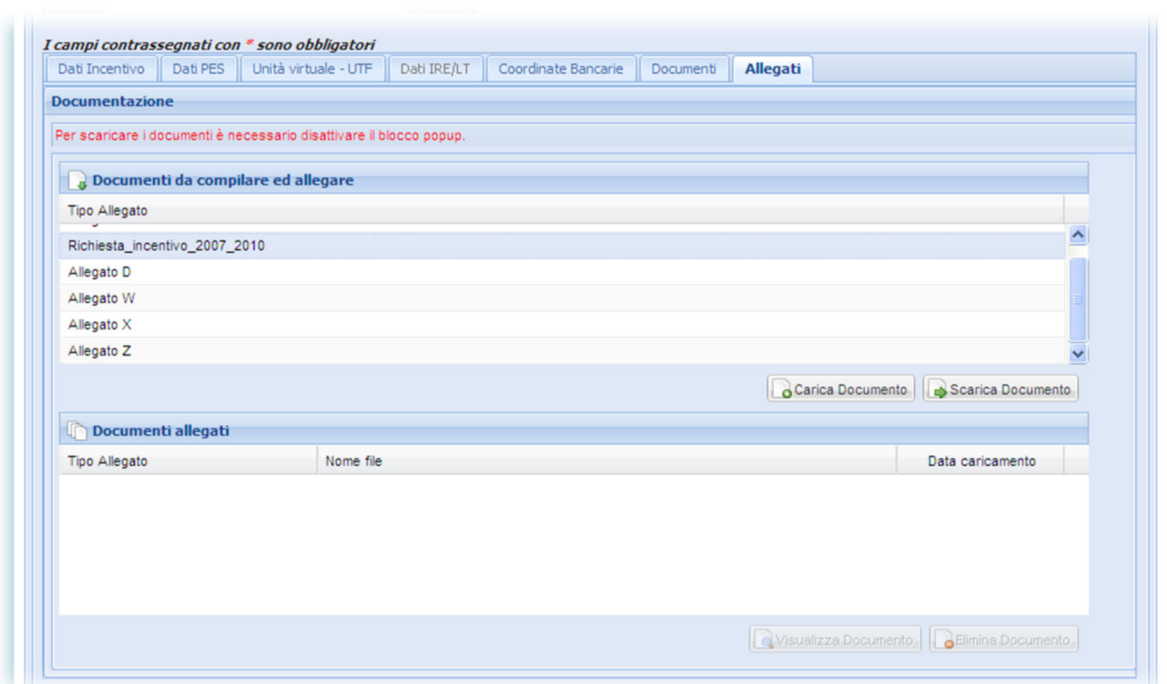 I campi contrassegnati con * sono obbligatori
Dati Incentivo Dati PES Unità virtuale - UTF Dati IRE/LT Coordinate Bancarie Documenti Allegati
Documentazione
Per scaricare i documenti è necessario disattivare il blocco popup.
Documenti da compilare ed allegare
Tipo Allegato
Richiesta_incentivo_2007_2010
Allegato D
Allegato W
Allegato X
Allegato Z
Carica Documento Scarica Documento
Documenti allegati
Tipo Allegato Nome file Data caricamento
Visualizza Documento Elimina Documento